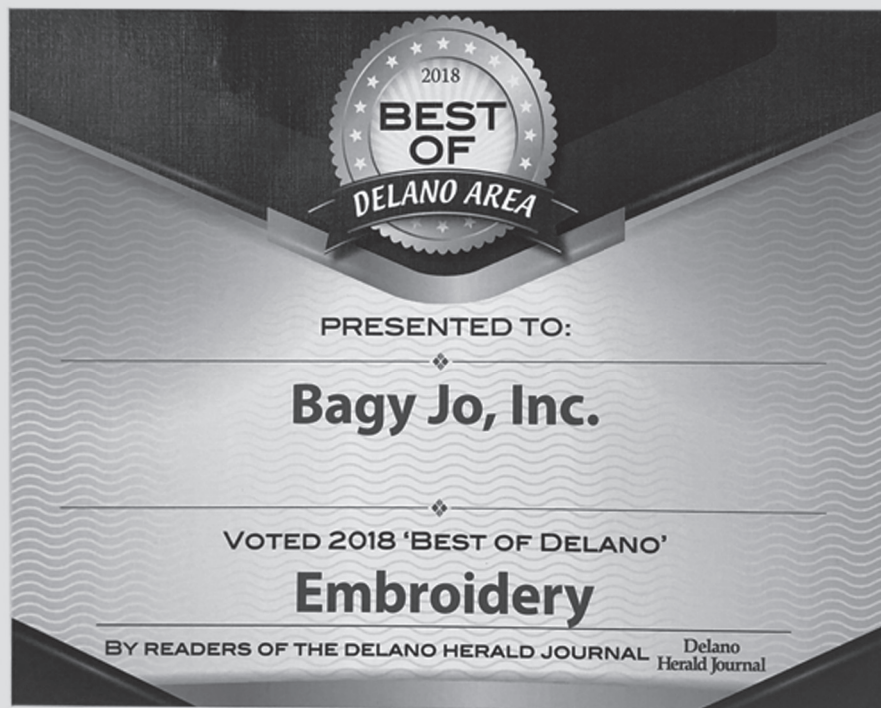 2018
BEST
OF
DELANO AREA
PRESENTED TO:
Bagy Jo, Inc.
VOTED 2018 ‘BEST OF DELANO’
Embroidery
BY READERS OF THE DELANO HERALD JOURNAL
Delano
Herald Journal